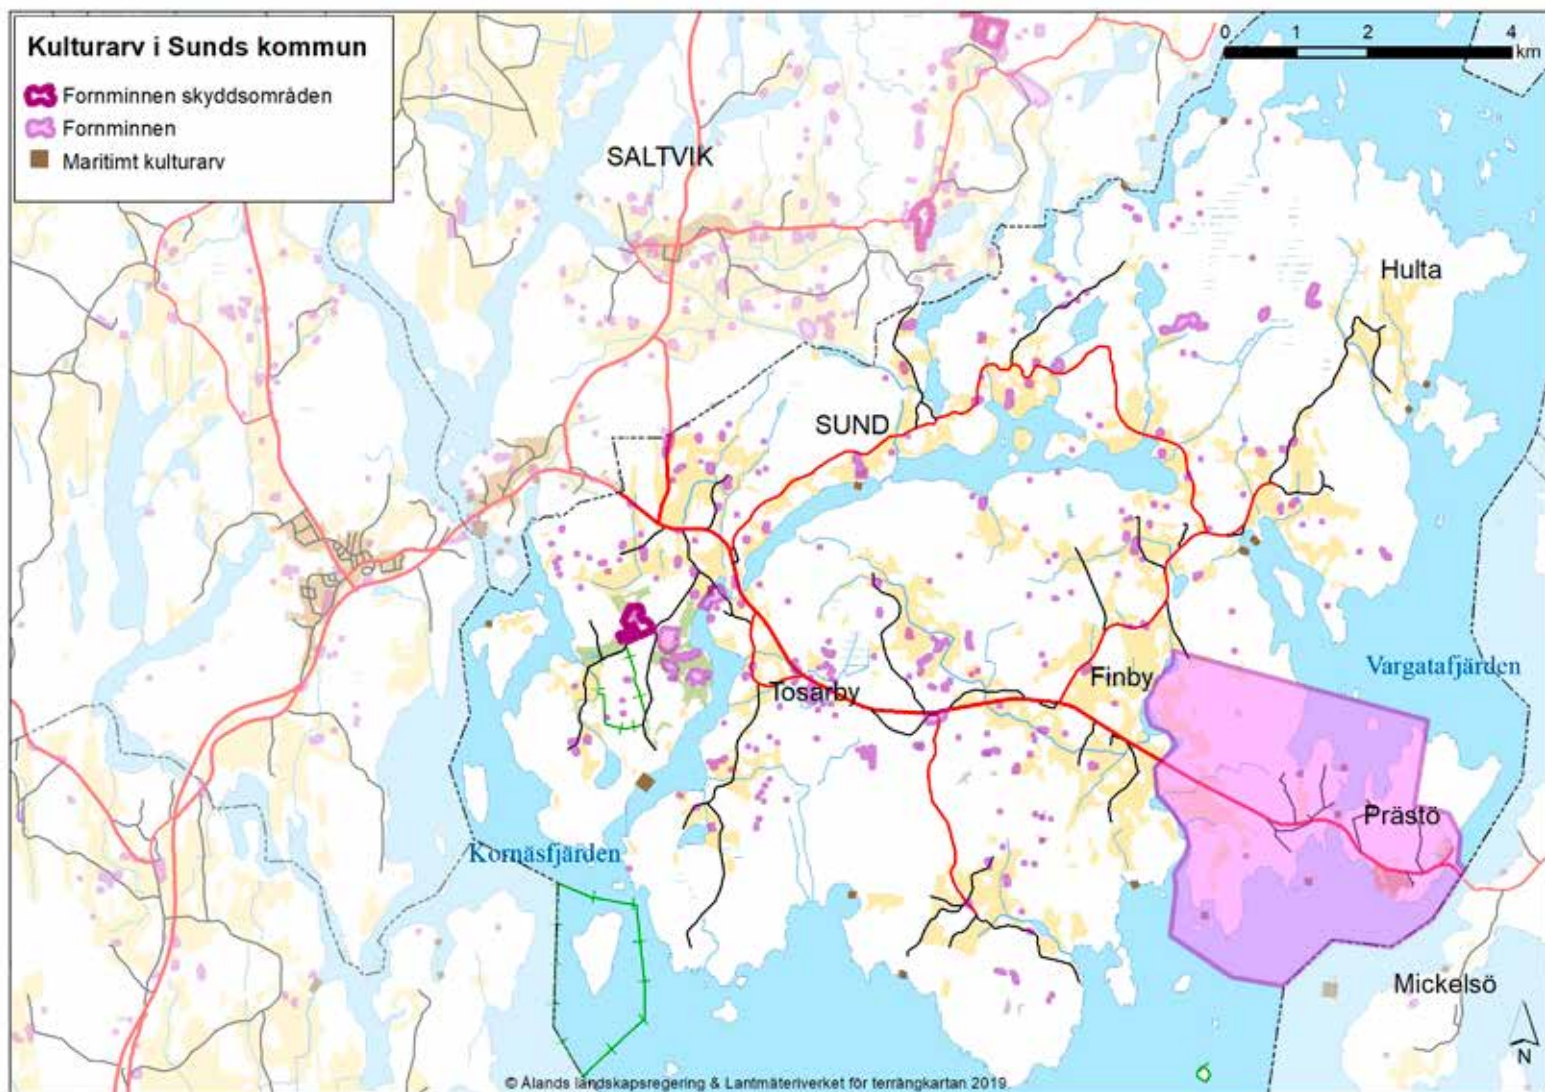 Kulturarv i Sunds kommun
Fornminnen skyddsområden
Fornminnen
Maritimt kulturarv
0 1 2 4
km
SALTVIK
Hulta
SUND
Finby
Vargatafjärden
Tosarby
Prästö
Kornäsfjärden
Mickelsö
N
© Ålands landskapsregering & Lantmäteriverket för terrängkartan 2019